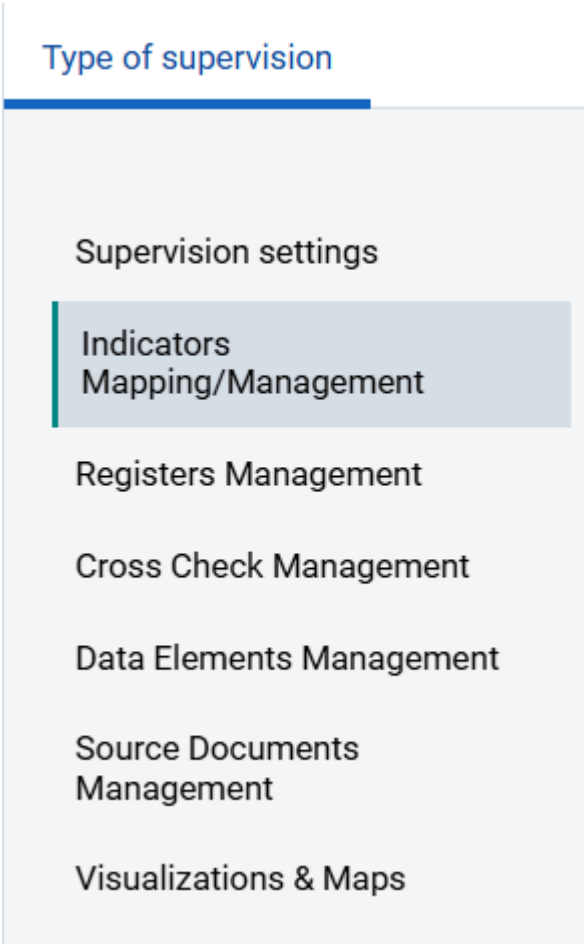 Type of supervision
Supervision settings
Indicators
Mapping/Management
Registers Management
Cross Check Management
Data Elements Management
Source Documents
Management
Visualizations & Maps